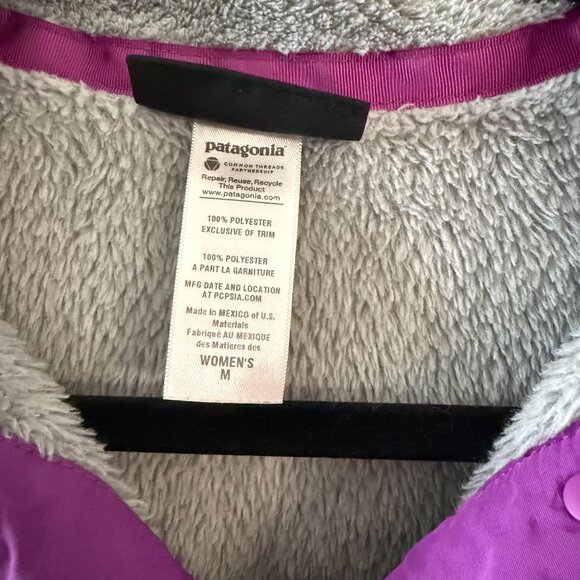 patagonia
COMMON THREADS
PARTNERSHIP
Repair, Reuse, Recycle
This Product
www.patagonia.com
100% POLYESTER
EXCLUSIVE OF TRIM
100% POLYESTER
A PART LA GARNITURE
MFG DATE AND LOCATION
AT PCPSIA.COM
Made in MEXICO of U.S.
Materials
Fabriqué AU MEXIQUE
des Matieres des
WOMEN'S
M